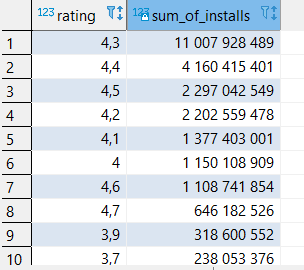 123 rating 123 sum_of_installs
1 4,3 11 007 928 489
2 4,4 4 160 415 401
3 4,5 2 297 042 549
4 4,2 2 202 559 478
5 4,1 1 377 403 001
6 4 1 150 108 909
7 4,6 1 108 741 854
8 4,7 646 182 526
9 3,9 318 600 552
10 3,7 238 053 376